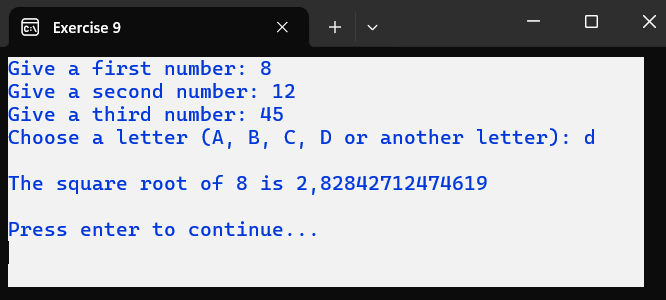 Exercise 9
Give a first number: 8
Give a second number: 12
Give a third number: 45
Choose a letter (A, B, C, D or another letter): d
The square root of 8 is 2,82842712474619
Press enter to continue...